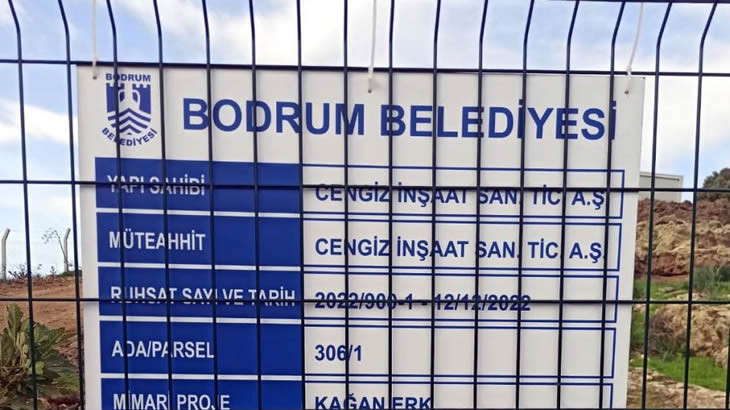 BODRUM
BELEDİYESİ
BODRUM BELEDİYESİ
YAPI SAHİBİ CENGİZ İNŞAAT SAN. TİC. A.Ş.
MÜTEAHHİT CENGİZ İNŞAAT SAN. TİC. A.Ş.
RUHSAT SAYI VE TARİH 2022/900-1 - 12/12/2022
ADA/PARSEL 306/1
MİMARİ PROJE KAĞAN ERK